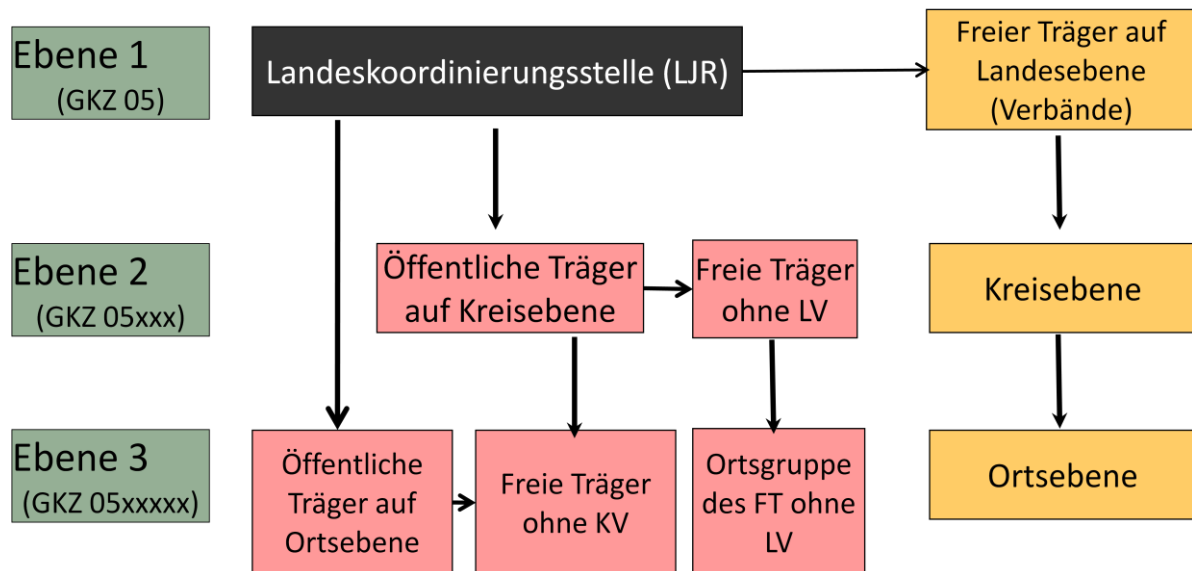 Ebene 1
(GKZ 05)
Landeskoordinierungsstelle (LJR)
Freier Träger auf
Landesebene
(Verbände)
Ebene 2
(GKZ 05xxx)
Öffentliche Träger
auf Kreisebene
Freie Träger
ohne LV
Kreisebene
Ebene 3
(GKZ 05xxxxx)
Öffentliche
Träger auf
Ortsebene
Freie Träger
ohne KV
Ortsgruppe
des FT ohne
LV
Ortsebene